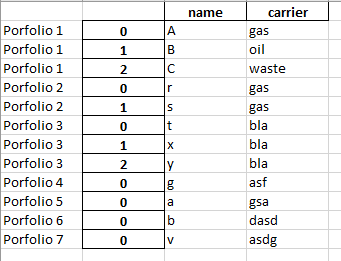 name carrier
Porfolio 1 0 A gas
Porfolio 1 1 B oil
Porfolio 1 2 C waste
Porfolio 2 0 r gas
Porfolio 2 1 s gas
Porfolio 3 0 t bla
Porfolio 3 1 x bla
Porfolio 3 2 y bla
Porfolio 4 0 g asf
Porfolio 5 0 a gsa
Porfolio 6 0 b dasd
Porfolio 7 0 v asdg